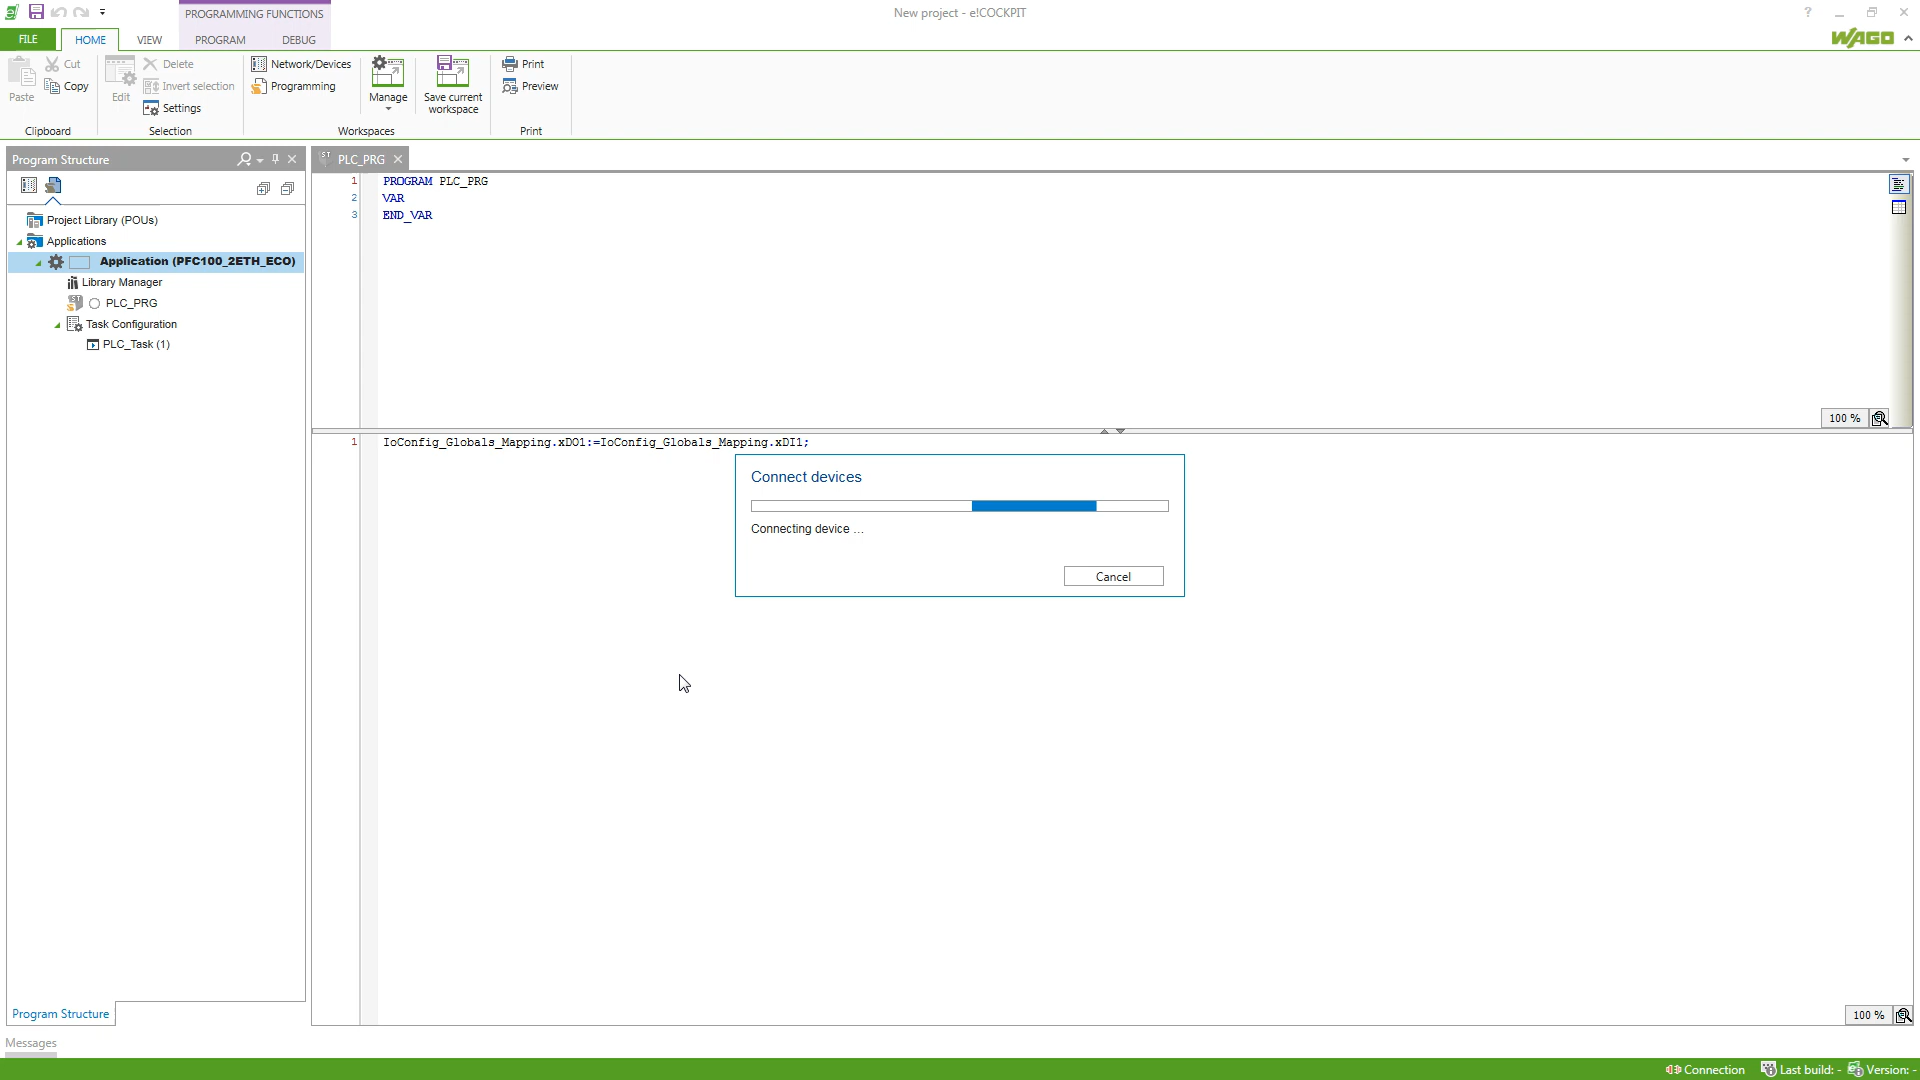 PROGRAMMING FUNCTIONS
New project - e!COCKPIT
?
FILE
HOME
VIEW
PROGRAM
DEBUG
WAGO
Paste
Cut
Copy
Clipboard
Edit
Delete
Invert selection
Settings
Selection
Network/Devices
Programming
Manage
Save current
workspace
Workspaces
Print
Preview
Print
Program Structure
Project Library (POUs)
Applications
Application (PFC100_2ETH_ECO)
Library Manager
PLC_PRG
Task Configuration
PLC_Task (1)
Program Structure
PLC_PRG
1 PROGRAM PLC_PRG
2 VAR
3 END_VAR
100 %
1 IoConfig_Globals_Mapping.xDO1:=IoConfig_Globals_Mapping.xDI1;
Connect devices
Connecting device ...
Cancel
100 %
Messages
Connection
Last build: -
Version: -